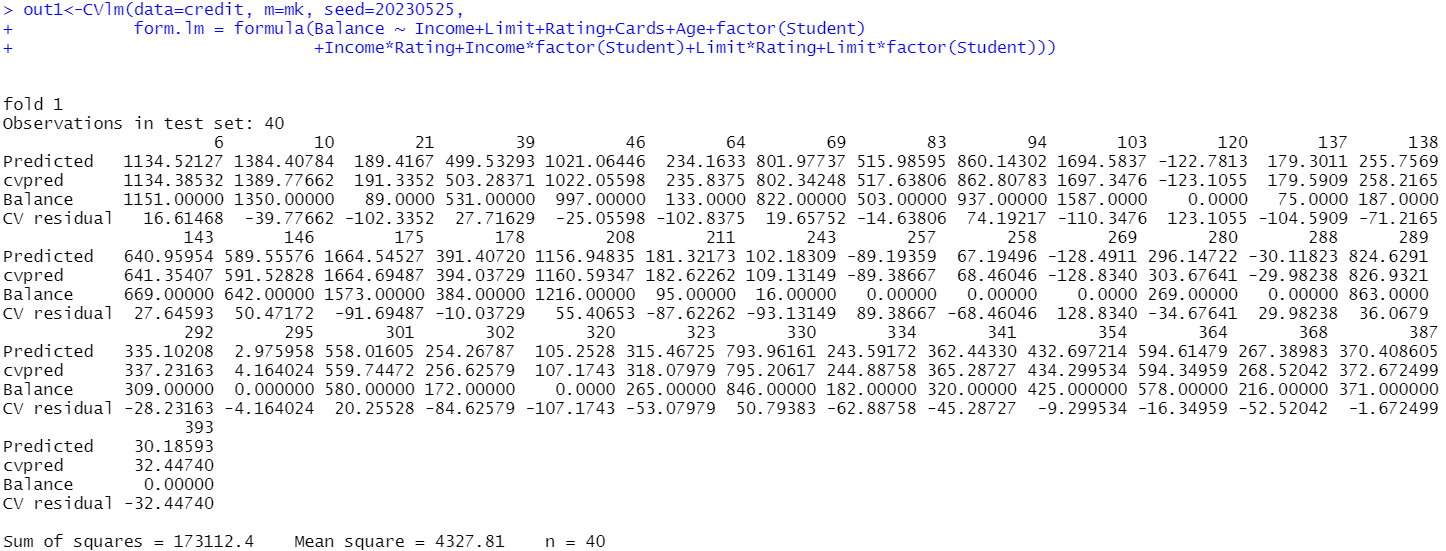 > out1<-CVlm(data=credit, m=mk, seed=20230525,
+ form.lm = formula(Balance ~ Income+Limit+Rating+Cards+Age+factor(Student)
+ +Income*Rating+Income*factor(Student)+Limit*Rating+Limit*factor(Student)))
fold 1
Observations in test set: 40
6 10 21 39 46 64 69 83 94 103 120 137 138
Predicted 1134.52127 1384.40784 189.4167 499.53293 1021.06446 234.1633 801.97737 515.98595 860.14302 1694.5837 -122.7813 179.3011 255.7569
cvpred 1134.38532 1389.77662 191.3352 503.28371 1022.05598 235.8375 802.34248 517.63806 862.80783 1697.3476 -123.1055 179.5909 258.2165
Balance 1151.00000 1350.00000 89.0000 531.00000 997.00000 133.0000 822.00000 503.00000 937.00000 1587.0000 0.0000 75.0000 187.0000
CV residual 16.61468 -39.77662 -102.3352 27.71629 -25.05598 -102.8375 19.65752 -14.63806 74.19217 -110.3476 123.1055 -104.5909 -71.2165
143 146 175 178 208 211 243 257 258 269 280 288 289
Predicted 640.95954 589.55576 1664.54527 391.40720 1156.94835 181.32173 102.18309 -89.19359 67.19496 -128.4911 296.14722 -30.11823 824.6291
cvpred 641.35407 591.52828 1664.69487 394.03729 1160.59347 182.62262 109.13149 -89.38667 68.46046 -128.8340 303.67641 -29.98238 826.9321
Balance 669.00000 642.00000 1573.00000 384.00000 1216.00000 95.00000 16.00000 0.00000 0.00000 0.0000 269.00000 0.00000 863.0000
CV residual 27.64593 50.47172 -91.69487 -10.03729 55.40653 -87.62262 -93.13149 89.38667 -68.46046 128.8340 -34.67641 29.98238 36.0679
292 295 301 302 320 323 330 334 341 354 364 368 387
Predicted 335.10208 2.975958 558.01605 254.26787 105.2528 315.46725 793.96161 243.59172 362.44330 432.697214 594.61479 267.38983 370.408605
cvpred 337.23163 4.164024 559.74472 256.62579 107.1743 318.07979 795.20617 244.88758 365.28727 434.299534 594.34959 268.52042 372.672499
Balance 309.00000 0.000000 580.00000 172.00000 0.0000 265.00000 846.00000 182.00000 320.00000 425.000000 578.00000 216.00000 371.000000
CV residual -28.23163 -4.164024 20.25528 -84.62579 -107.1743 -53.07979 50.79383 -62.88758 -45.28727 -9.299534 -16.34959 -52.52042 -1.672499
393
Predicted 30.18593
cvpred 32.44740
Balance 0.00000
CV residual -32.44740
Sum of squares = 173112.4 Mean square = 4327.81 n = 40